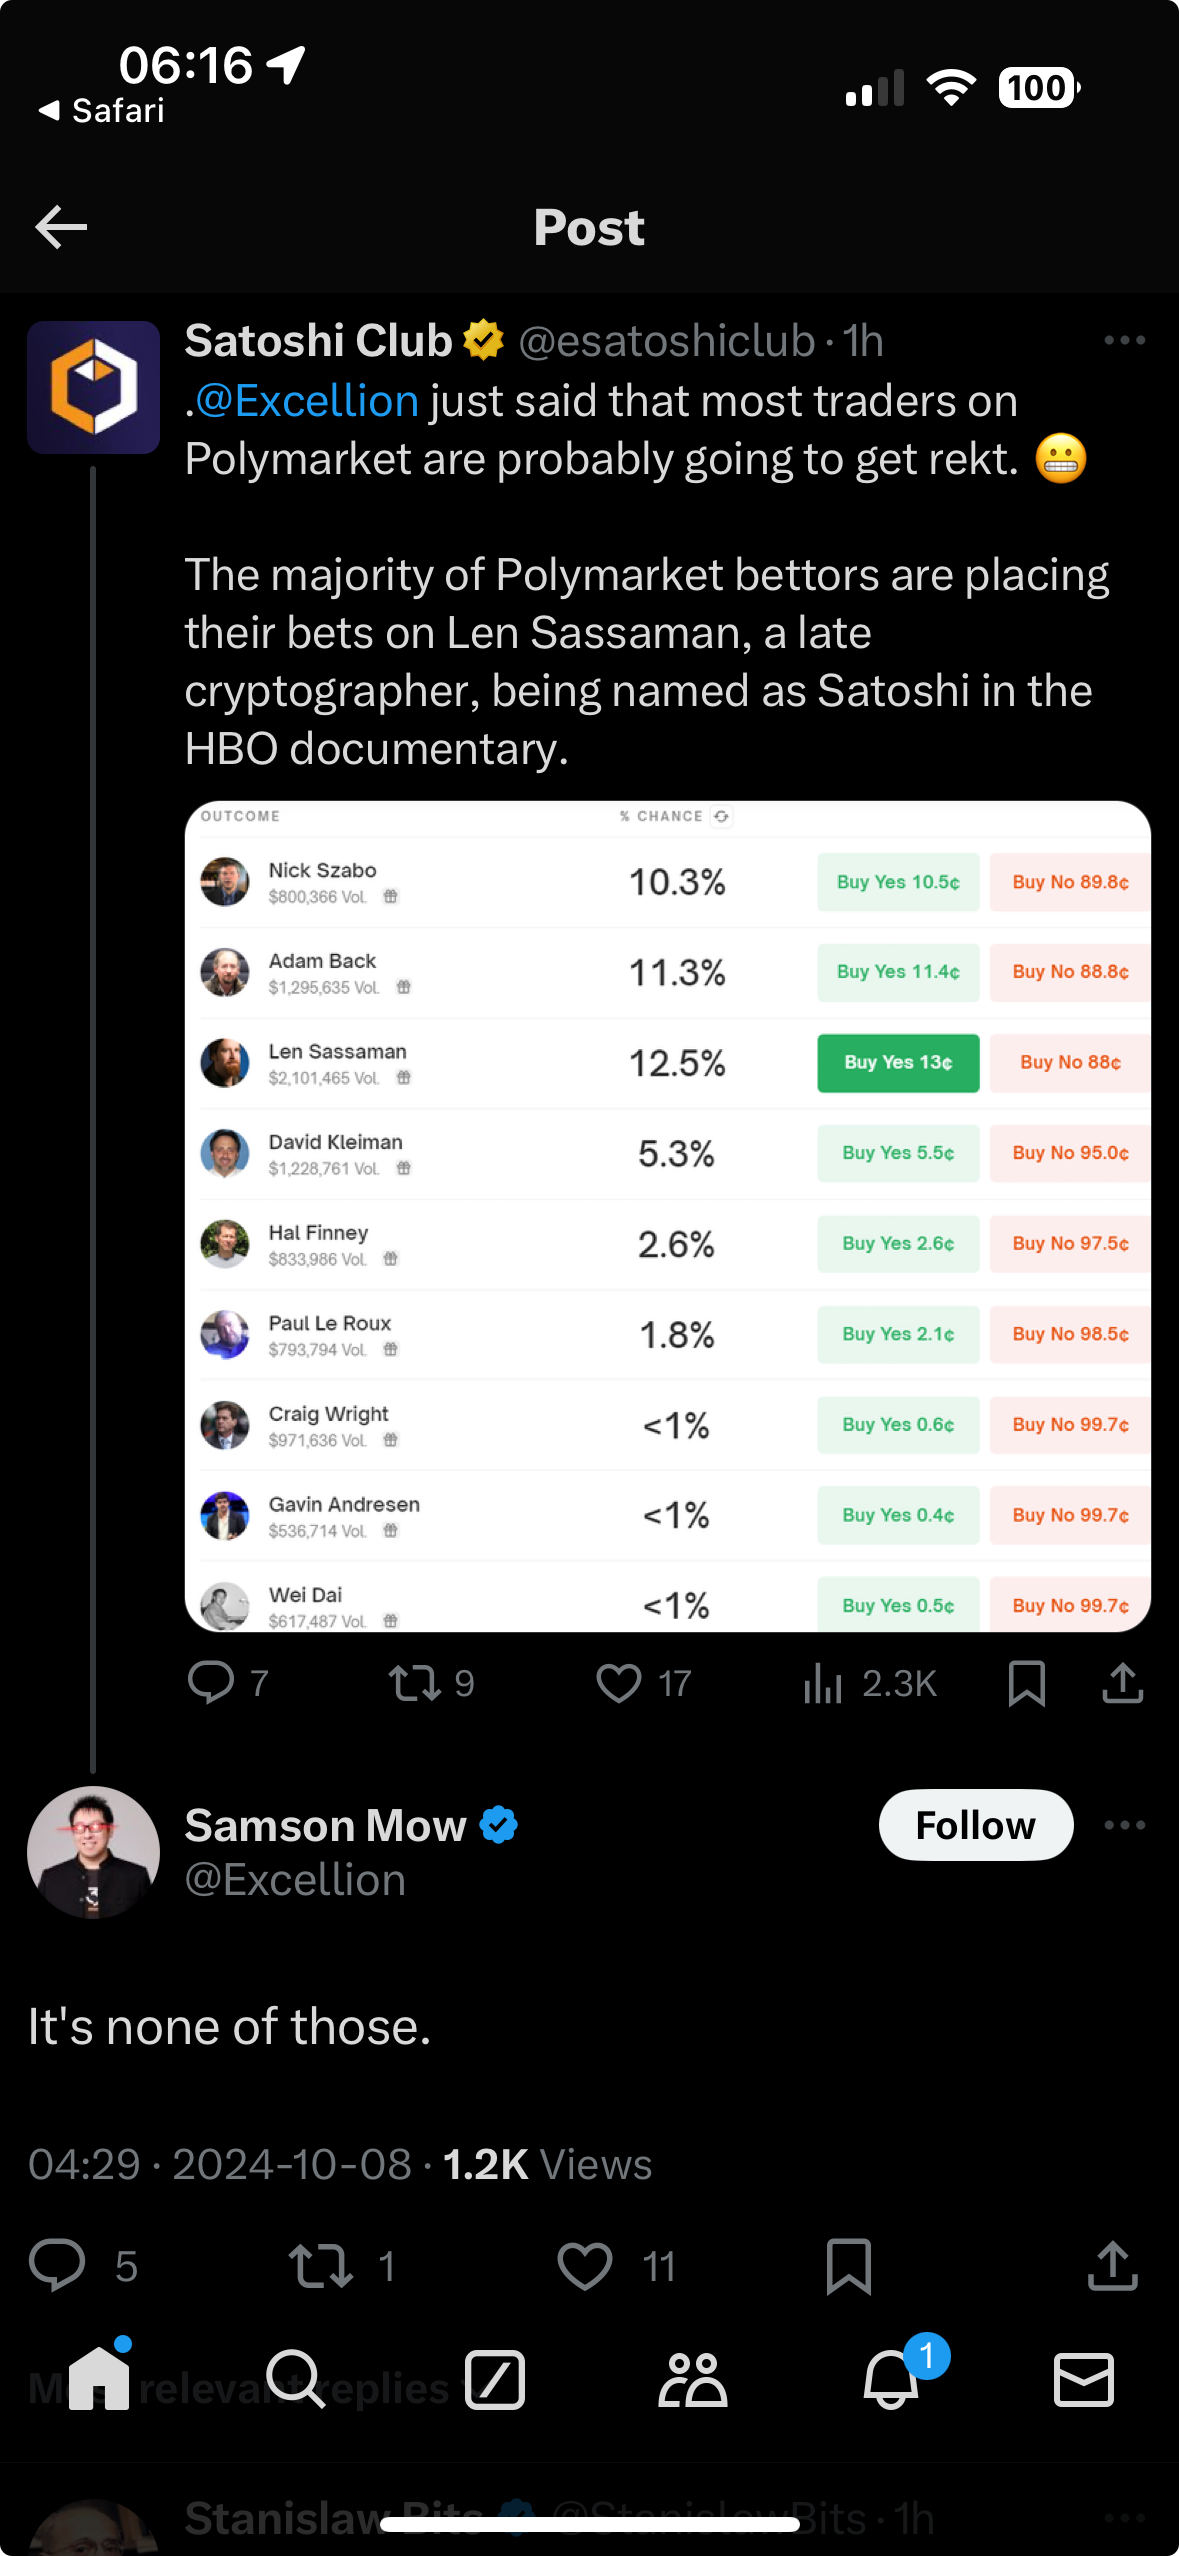 06:16
◀ Safari
100
Post
Satoshi Club @esatoshiclub · 1h
.@Excellion just said that most traders on
Polymarket are probably going to get rekt. 😬
The majority of Polymarket bettors are placing
their bets on Len Sassaman, a late
cryptographer, being named as Satoshi in the
HBO documentary.
OUTCOME % CHANCE
Nick Szabo
$800,366 Vol.
10.3%
Buy Yes 10.5¢ Buy No 89.8¢
Adam Back
$1,295,635 Vol.
11.3%
Buy Yes 11.4¢ Buy No 88.8¢
Len Sassaman
$2,101,465 Vol.
12.5%
Buy Yes 13¢ Buy No 88¢
David Kleiman
$1,228,761 Vol.
5.3%
Buy Yes 5.5¢ Buy No 95.0¢
Hal Finney
$833,986 Vol.
2.6%
Buy Yes 2.6¢ Buy No 97.5¢
Paul Le Roux
$793,794 Vol.
1.8%
Buy Yes 2.1¢ Buy No 98.5¢
Craig Wright
$971,636 Vol.
<1%
Buy Yes 0.6¢ Buy No 99.7¢
Gavin Andresen
$536,714 Vol.
<1%
Buy Yes 0.4¢ Buy No 99.7¢
Wei Dai
$617,487 Vol.
<1%
Buy Yes 0.5¢ Buy No 99.7¢
7 9 17 2.3K
Samson Mow
@Excellion
Follow
It's none of those.
04:29 · 2024-10-08 · 1.2K Views
5 1 11
1
Most relevant replies
Stanislaw Bits @StanislawBits · 1h